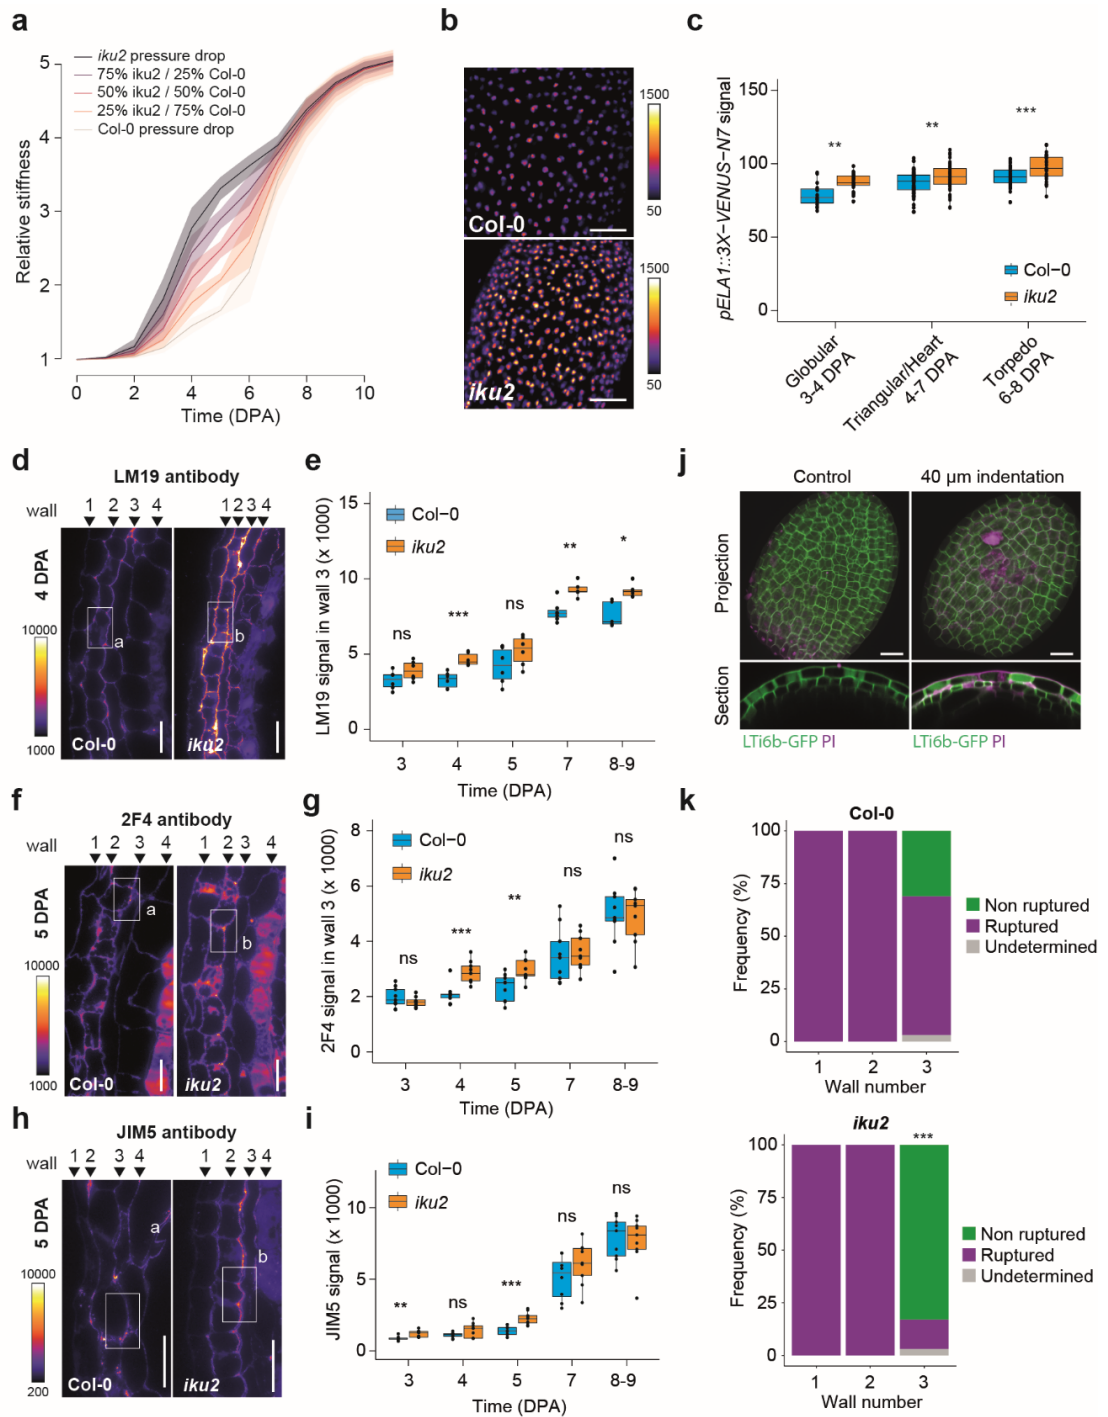 a
iku2 pressure drop
75% iku2 / 25% Col-0
50% iku2 / 50% Col-0
25% iku2 / 75% Col-0
Col-0 pressure drop
Relative stiffness
5
4
3
2
1
0 2 4 6 8 10
Time (DPA)
b
1500
50
Col-0
1500
50
iku2
c
pELA1::3X−VENUS−N7 signal
150
100
50
0
** ** ***
Col−0
iku2
Globular
3-4 DPA
Triangular/Heart
4-7 DPA
Torpedo
6-8 DPA
d
LM19 antibody
wall 1 2 3 4 1 2 3 4
4 DPA
10000
1000
a
b
Col-0
iku2
e
LM19 signal in wall 3 (x 1000)
15
10
5
0
Col−0
iku2
ns *** ns ** *
3 4 5 7 8-9
Time (DPA)
f
2F4 antibody
wall 1 2 3 4 1 2 3 4
5 DPA
10000
1000
a
b
Col-0
iku2
g
2F4 signal in wall 3 (x 1000)
8
6
4
2
0
Col−0
iku2
ns *** ** ns ns
3 4 5 7 8-9
Time (DPA)
h
JIM5 antibody
wall 1 2 3 4 1 2 3 4
5 DPA
10000
200
a
b
Col-0
iku2
i
JIM5 signal (x 1000)
10
5
0
Col−0
iku2
** ns *** ns ns
3 4 5 7 8-9
Time (DPA)
j
Control
40 µm indentation
Projection
Section
LTi6b-GFP PI
LTi6b-GFP PI
k
Col-0
Frequency (%)
100
75
50
25
0
1 2 3
Wall number
Non ruptured
Ruptured
Undetermined
iku2
***
Frequency (%)
100
75
50
25
0
1 2 3
Wall number
Non ruptured
Ruptured
Undetermined